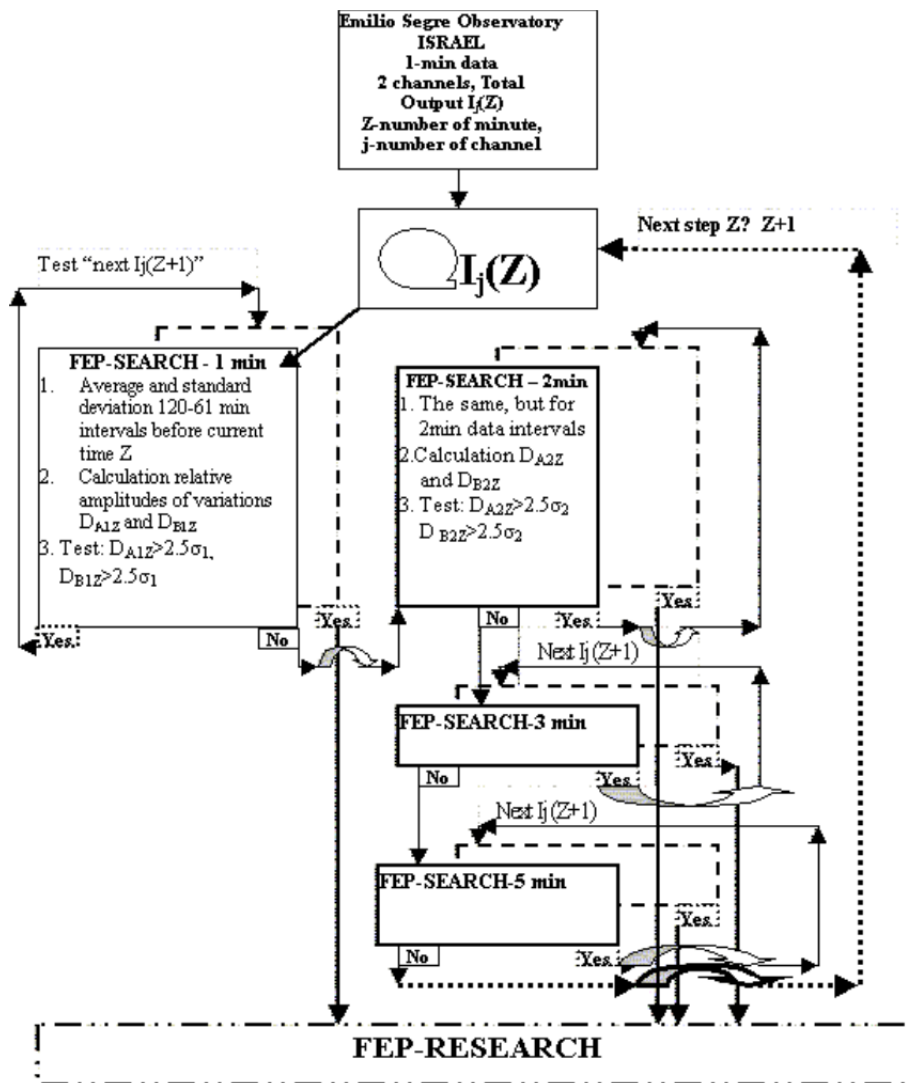 Emilio Segre Observatory
ISRAEL
1-min data
2 channels, Total
Output Ij(Z)
Z-number of minute,
j-number of channel
Next step Z? Z+1
Ij(Z)
Test “next Ij(Z+1)”
FEP-SEARCH - 1 min
1. Average and standard
deviation 120-61 min
intervals before current
time Z
2. Calculation relative
amplitudes of variations
DA1Z and DB1Z
3. Test: DA1Z>2.5σ1,
DB1Z>2.5σ1
Yes
No
Yes
FEP-SEARCH – 2min
1. The same, but for
2min data intervals
2.Calculation DA2Z
and DB2Z
3. Test: DA2Z>2.5σ2
D B2Z>2.5σ2
Yes
No
Yes
Next Ij(Z+1)
FEP-SEARCH-3 min
Yes
No
Yes
Next Ij(Z+1)
FEP-SEARCH-5 min
Yes
No
Yes
FEP-RESEARCH